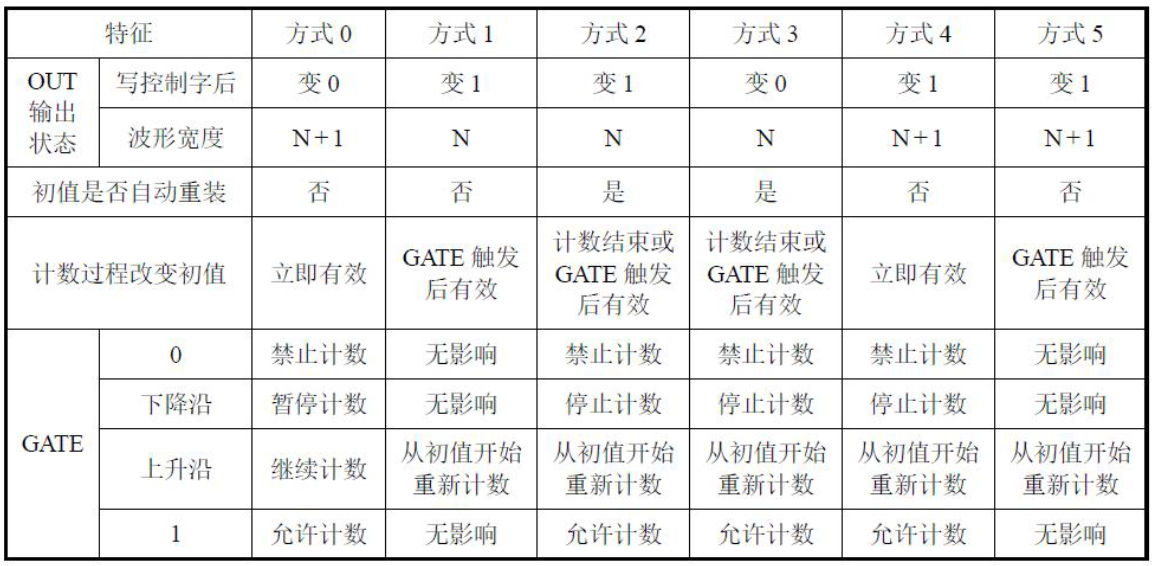 特征 方式 0 方式 1 方式 2 方式 3 方式 4 方式 5
OUT
输出
状态
写控制字后 变 0 变 1 变 1 变 0 变 1 变 1
波形宽度 N+1 N N N N+1 N+1
初值是否自动重装 否 否 是 是 否 否
计数过程改变初值
立即有效
GATE 触发
后有效
计数结束或
GATE 触发
后有效
计数结束或
GATE 触发
后有效
立即有效
GATE 触发
后有效
GATE
0 禁止计数 无影响 禁止计数 禁止计数 禁止计数 无影响
下降沿 暂停计数 无影响 停止计数 停止计数 停止计数 无影响
上升沿 继续计数
从初值开始
重新计数
从初值开始
重新计数
从初值开始
重新计数
从初值开始
重新计数
从初值开始
重新计数
1 允许计数 无影响 允许计数 允许计数 允许计数 无影响